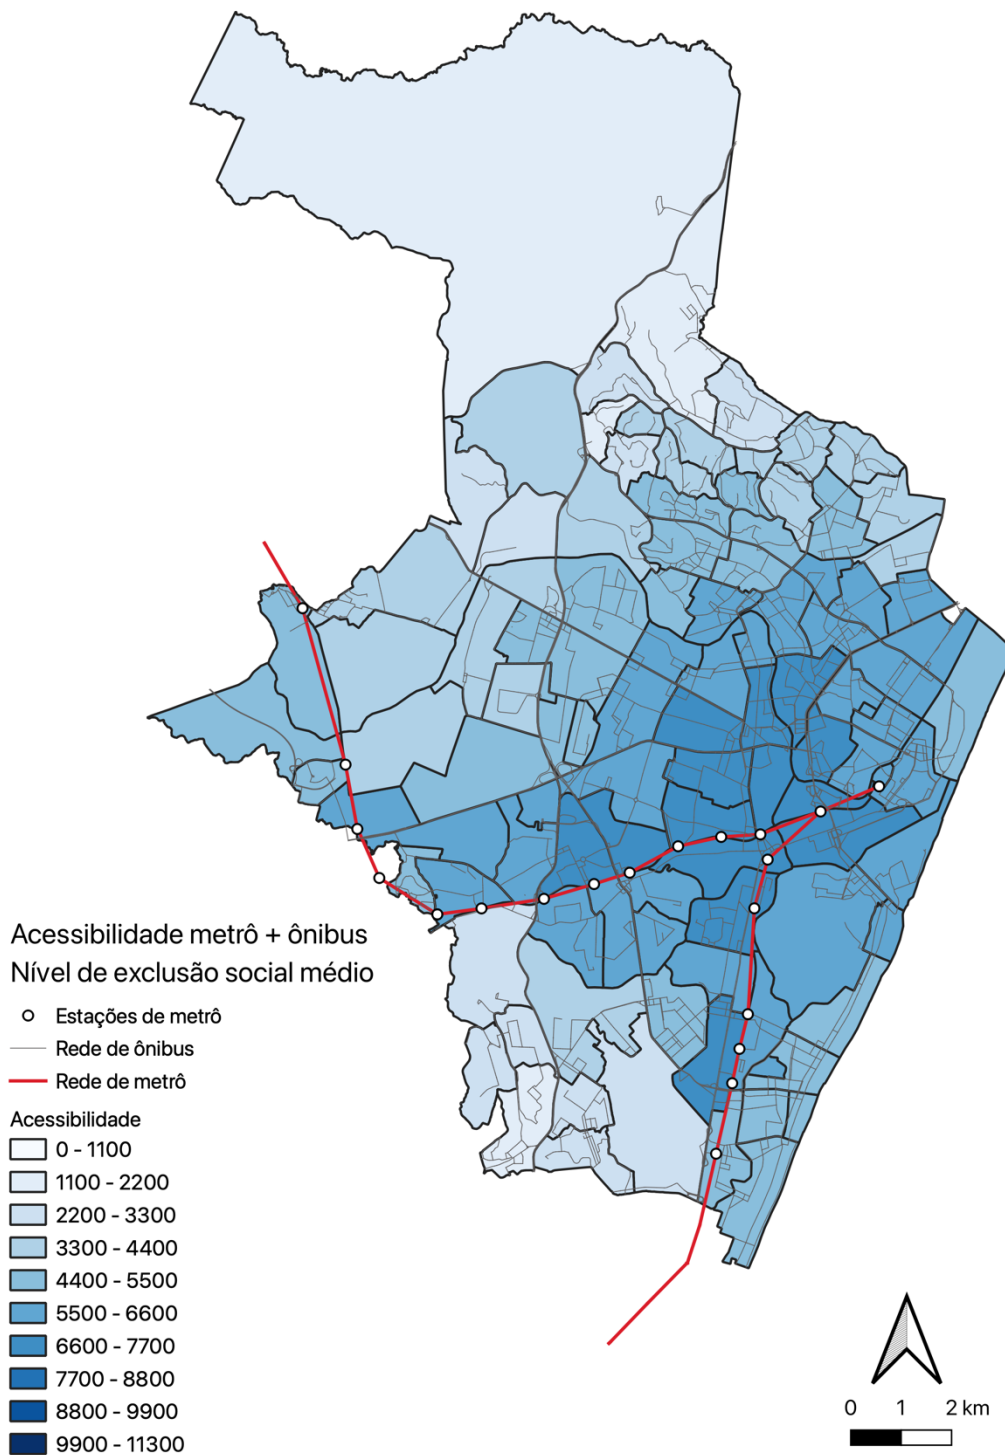 Acessibilidade metrô + ônibus
Nível de exclusão social médio
Estações de metrô
Rede de ônibus
Rede de metrô
Acessibilidade
0 - 1100
1100 - 2200
2200 - 3300
3300 - 4400
4400 - 5500
5500 - 6600
6600 - 7700
7700 - 8800
8800 - 9900
9900 - 11300
0 1 2 km